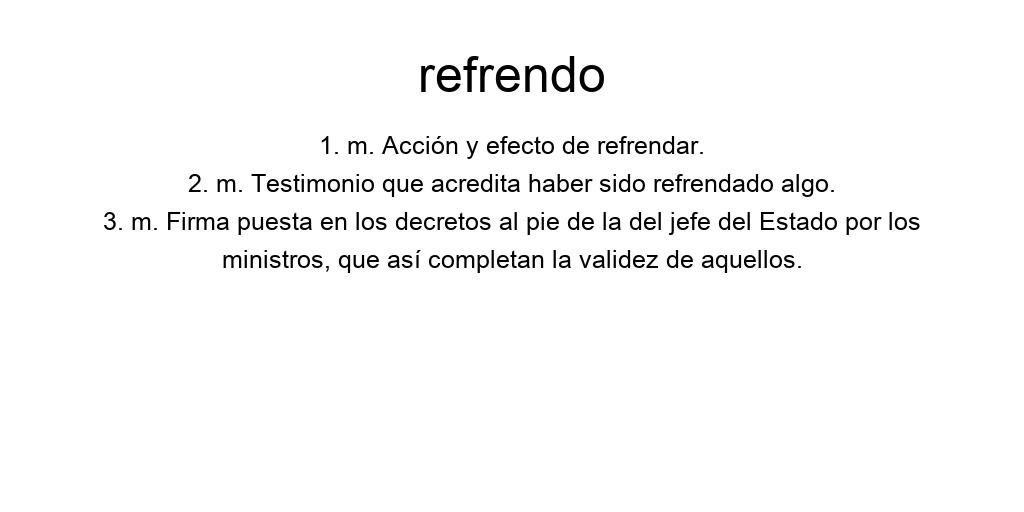 refrendo
1. m. Acción y efecto de refrendar.
2. m. Testimonio que acredita haber sido refrendado algo.
3. m. Firma puesta en los decretos al pie de la del jefe del Estado por los
ministros, que así completan la validez de aquellos.